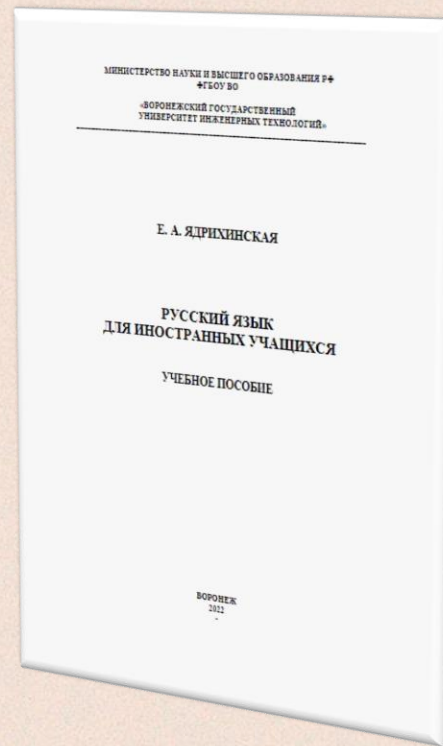 МИНИСТЕРСТВО НАУКИ И ВЫСШЕГО ОБРАЗОВАНИЯ РФ
ФГБОУ ВО
«ВОРОНЕЖСКИЙ ГОСУДАРСТВЕННЫЙ
УНИВЕРСИТЕТ ИНЖЕНЕРНЫХ ТЕХНОЛОГИЙ»
Е. А. ЯДРИХИНСКАЯ
РУССКИЙ ЯЗЫК
ДЛЯ ИНОСТРАННЫХ УЧАЩИХСЯ
УЧЕБНОЕ ПОСОБИЕ
ВОРОНЕЖ
2022